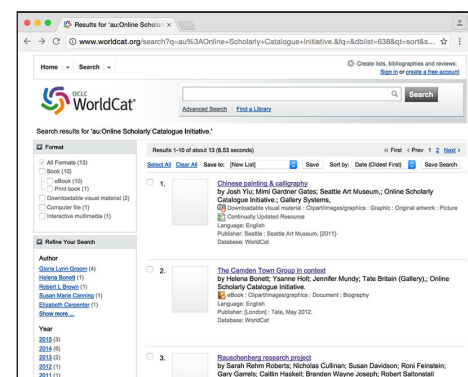 Results for 'au:Online Schola
www.worldcat.org/search?q=au%3AOnline+Scholarly+Catalogue+Initiative.&fq=&dblist=638&qt=sort&s...
Home Search
Create lists, bibliographies and reviews:
Sign in or create a free account
OCLC
WorldCat®
Search
Advanced Search Find a Library
Search results for 'au:Online Scholarly Catalogue Initiative.'
Format
All Formats (13)
Book (10)
eBook (10)
Print book (1)
Downloadable visual material (2)
Computer file (1)
Interactive multimedia (1)
Refine Your Search
Author
Gloria Lynn Groom (4)
Helena Bonett (1)
Robert L Brown (1)
Susan Marie Canning (1)
Elizabeth Carpenter (1)
Show more ...
Year
2015 (3)
2014 (6)
2013 (2)
2012 (1)
2011 (1)
Results 1-10 of about 13 (6.53 seconds) « First < Prev 1 2 Next >
Select All Clear All Save to: [New List] Save Sort by: Date (Oldest First) Save Search
1. Chinese painting & calligraphy
by Josh Yiu; Mimi Gardner Gates; Seattle Art Museum,; Online Scholarly
Catalogue Initiative.; Gallery Systems,
Downloadable visual material : Clipart/images/graphics : Graphic : Original artwork : Picture
Continually Updated Resource
Language: English
Publisher: Seattle : Seattle Art Museum, [2011]-
Database: WorldCat
2. The Camden Town Group in context
by Helena Bonett; Ysanne Holt; Jennifer Mundy; Tate Britain (Gallery),; Online
Scholarly Catalogue Initiative.
eBook : Clipart/images/graphics : Document : Biography
Language: English
Publisher: [London] : Tate, May 2012.
Database: WorldCat
3. Rauschenberg research project
by Sarah Rehm Roberts; Nicholas Cullinan; Susan Davidson; Roni Feinstein;
Gary Garrels; Caitlin Haskell; Branden Wayne Joseph; Robert Saltonstall